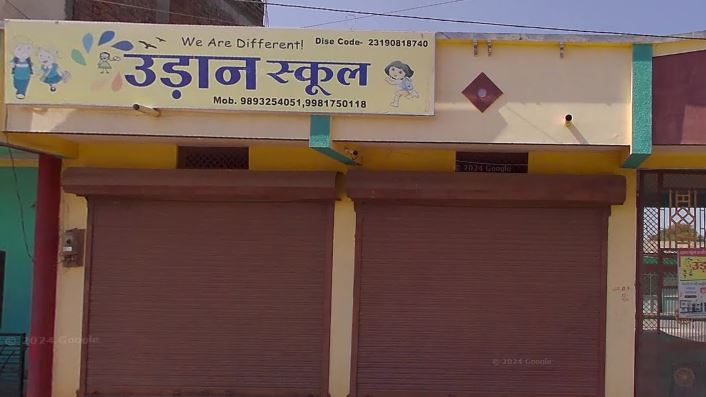 We Are Different!
Dise Code- 23190818740
उड़ान स्कूल
Mob. 9893254051,9981750118
© 2024 Google
© 2024 Google
© 2024 Google